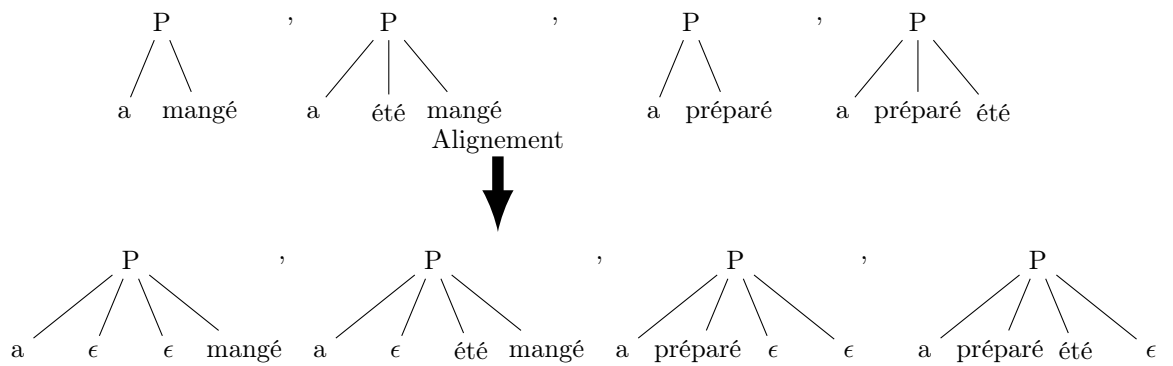 P , P , P , P
a mangé a été mangé a préparé a préparé été
Alignement
P , P , P , P
a ϵ ϵ mangé a ϵ été mangé a préparé ϵ ϵ a préparé été ϵ